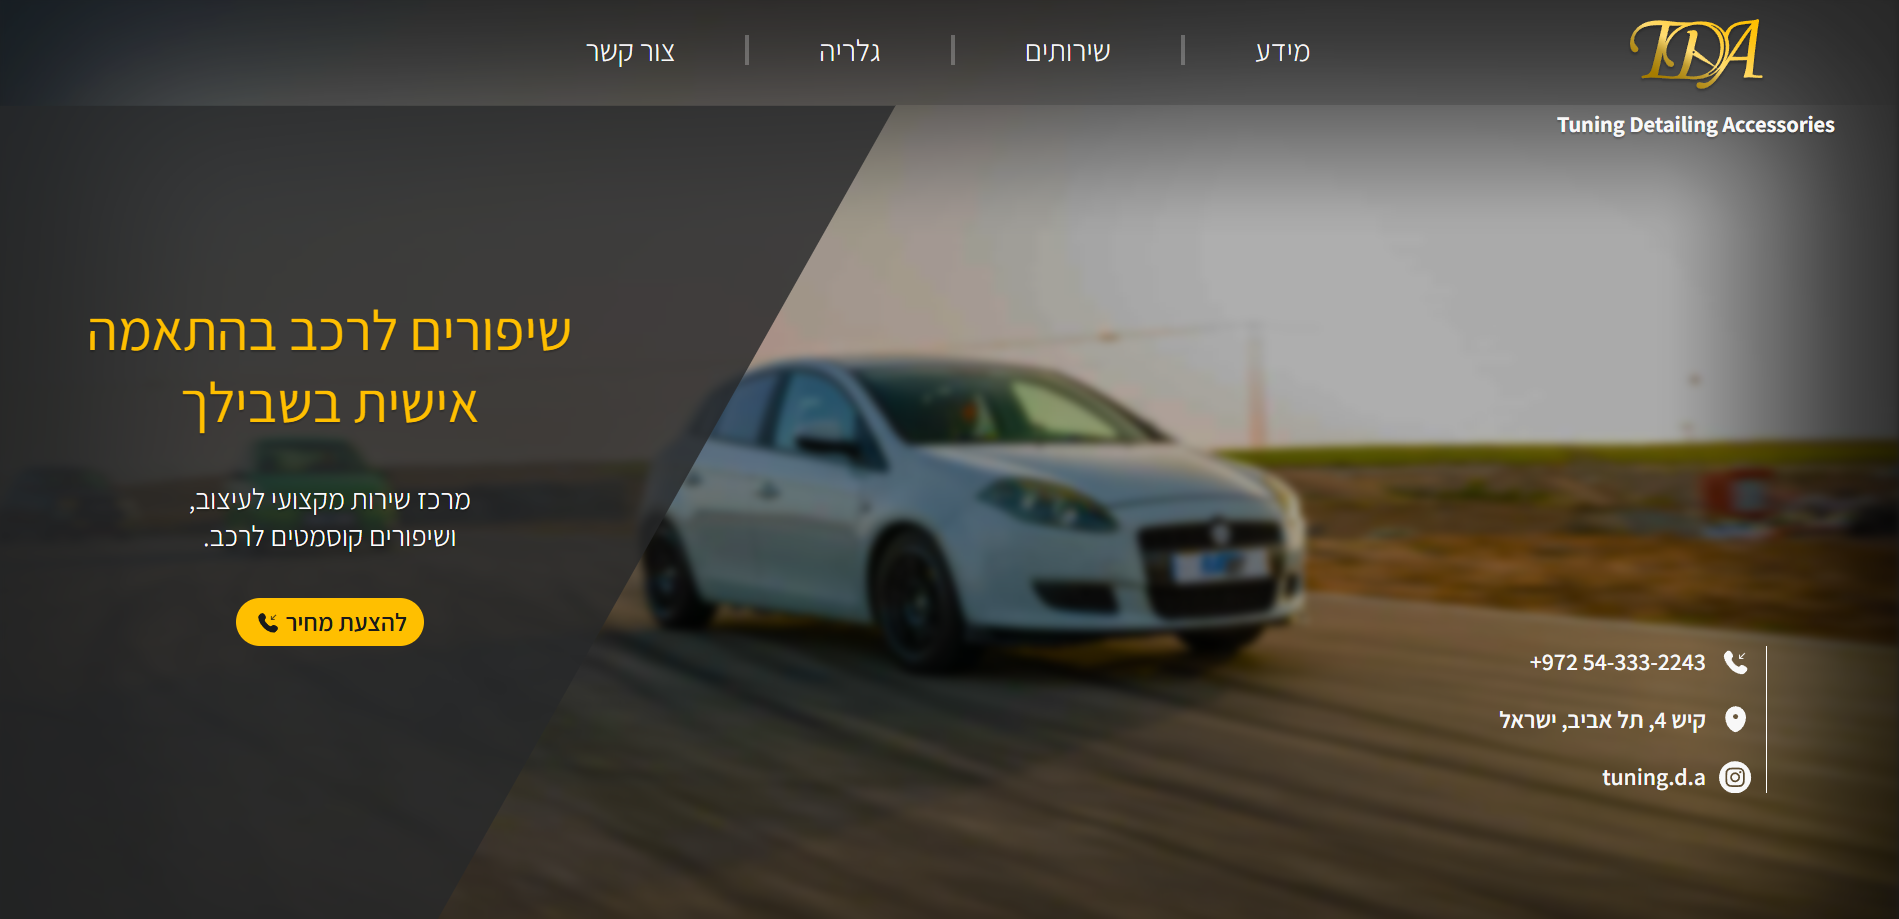 TDA
Tuning Detailing Accessories
מידע | שירותים | גלריה | צור קשר
שיפורים לרכב בהתאמה
אישית בשבילך
מרכז שירות מקצועי לעיצוב,
ושיפורים קוסמטים לרכב.
להצעת מחיר
+972 54-333-2243
קיש 4, תל אביב, ישראל
tuning.d.a